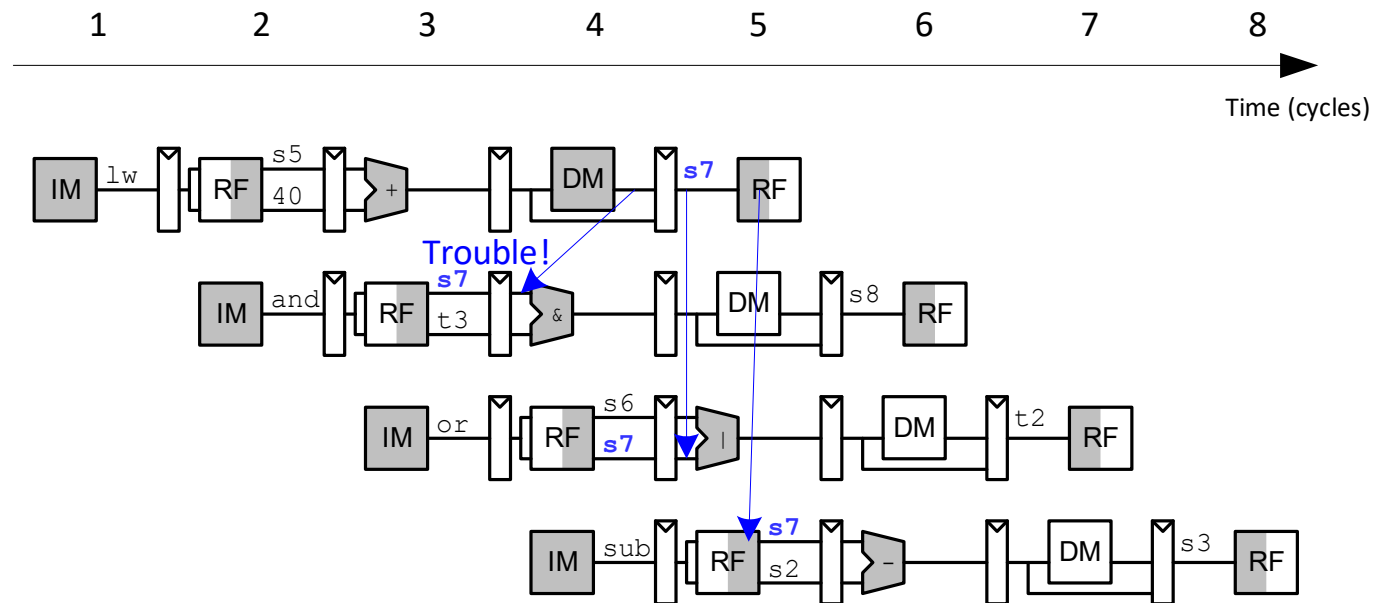 1 2 3 4 5 6 7 8
Time (cycles)
IM lw RF s5 40 + DM s7 RF
Trouble!
IM and RF s7 t3 & DM s8 RF
IM or RF s6 s7 | DM t2 RF
IM sub RF s7 s2 - DM s3 RF